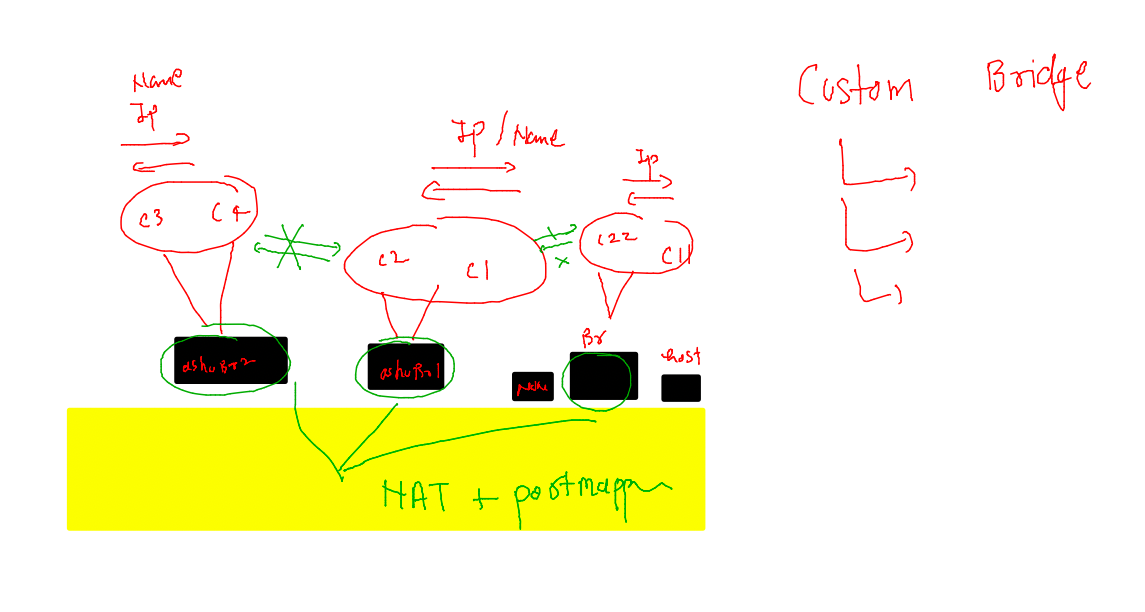 Custom Bridge
Name
Ip
Ip / Name
Ip
c3 C4
c2 c1
c22 C11
Br
host
ashuBr2
ashuBr1
NAT + portmapp